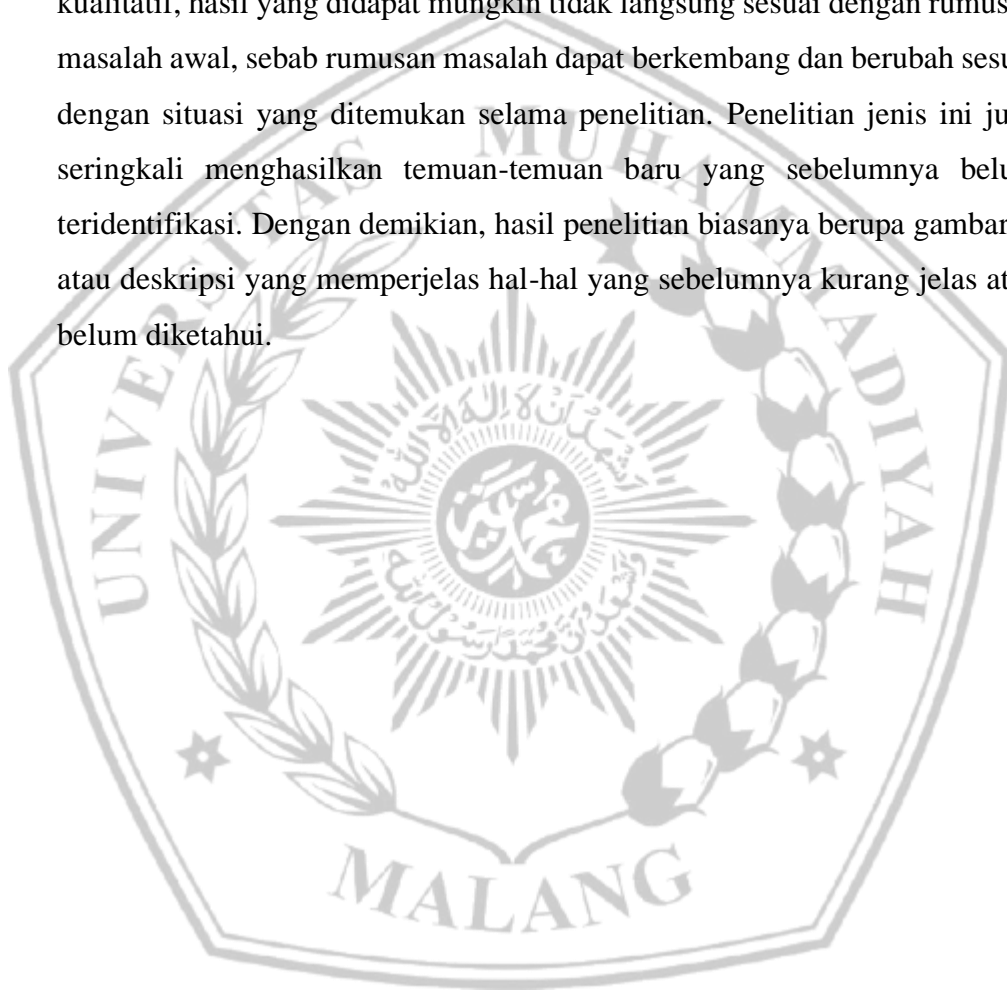 kualitatif, hasil yang didapat mungkin tidak langsung sesuai dengan rumus
masalah awal, sebab rumusan masalah dapat berkembang dan berubah sesu
dengan situasi yang ditemukan selama penelitian. Penelitian jenis ini ju
seringkali menghasilkan temuan-temuan baru yang sebelumnya belu
teridentifikasi. Dengan demikian, hasil penelitian biasanya berupa gambar
atau deskripsi yang memperjelas hal-hal yang sebelumnya kurang jelas at
belum diketahui.
UNIVERSITAS MUHAMMADIYAH
MALANG